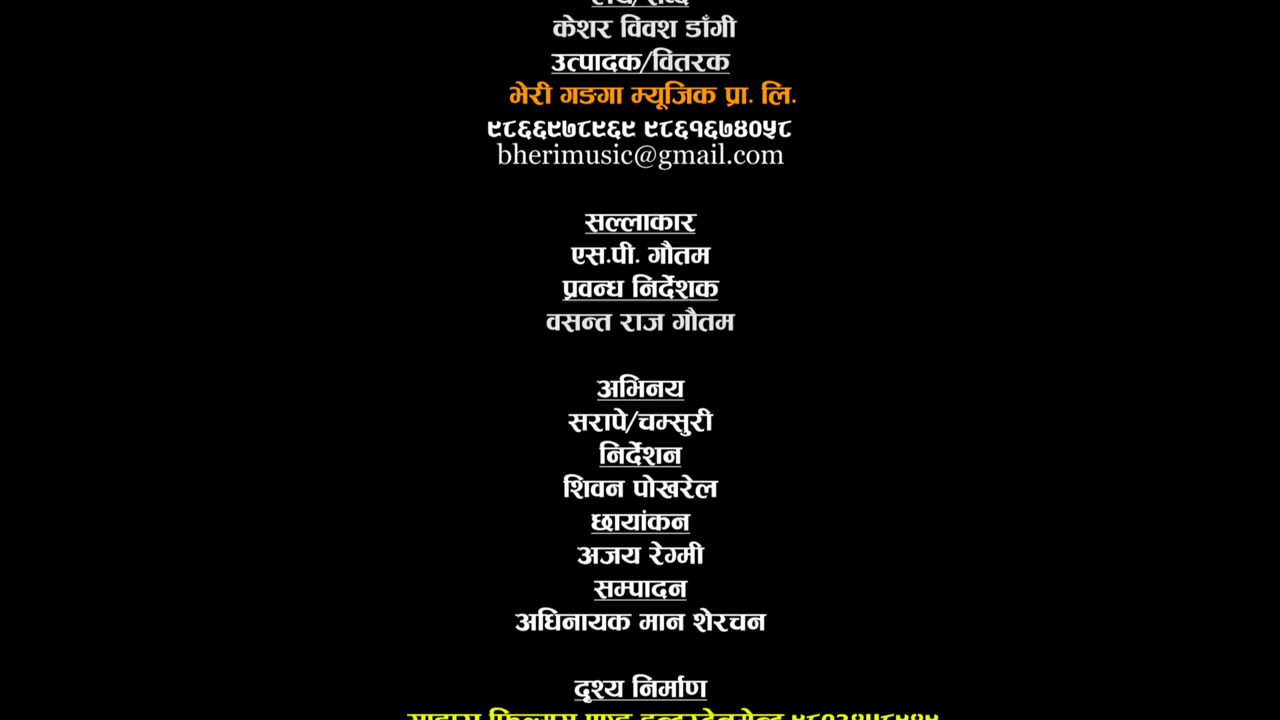 केशर विवश डाँगी
उत्पादक/वितरक
भेरी गङगा म्यूजिक प्रा. लि.
९८६६९७८९६९ ९८६१६७४०५८
bherimusic@gmail.com
सल्लाकार
एस.पी. गौतम
प्रवन्ध निर्देशक
वसन्त राज गौतम
अभिनय
सरापे/चम्सुरी
निर्देशन
शिवन पोखरेल
छायांकन
अजय रेग्मी
सम्पादन
अधिनायक मान शेरचन
दृश्य निर्माण